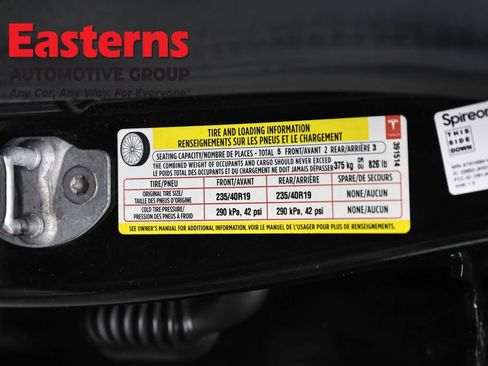 Easterns
AUTOMOTIVE GROUP
Any Car, Any Way, For Everyone
TIRE AND LOADING INFORMATION
RENSEIGNEMENTS SUR LES PNEUS ET LE CHARGEMENT
SEATING CAPACITY/NOMBRE DE PLACES - TOTAL 5 FRONT/AVANT 2 REAR/ARRIÈRE 3
THE COMBINED WEIGHT OF OCCUPANTS AND CARGO SHOULD NEVER EXCEED
LE POIDS TOTAL DES OCCUPANTS ET DU CHARGEMENT NE DOIT JAMAIS DÉPASSER
375 kg OR OU 826 lb
TIRE/PNEU FRONT/AVANT REAR/ARRIÈRE SPARE/DE SECOURS
ORIGINAL TIRE SIZE/
TAILLE DES PNEUS D'ORIGINE
235/40R19 235/40R19 NONE/AUCUN
COLD TIRE PRESSURE/
PRESSION DES PNEUS À FROID
290 kPa, 42 psi 290 kPa, 42 psi NONE/AUCUN
SEE OWNER'S MANUAL FOR ADDITIONAL INFORMATION. VOIR LE MANUEL DE L'USAGER POUR PLUS DE RENSEIGNEMENTS.
TESLA
391514
Spireon
THIS
SIDE
DOWN